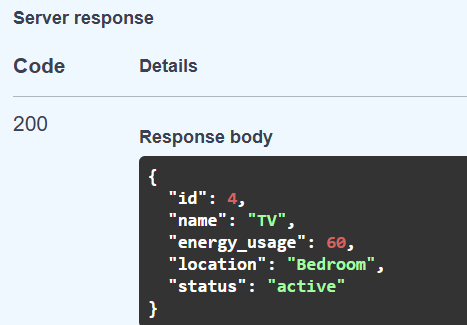 Server response
Code Details
200
Response body
{
"id": 4,
"name": "TV",
"energy_usage": 60,
"location": "Bedroom",
"status": "active"
}